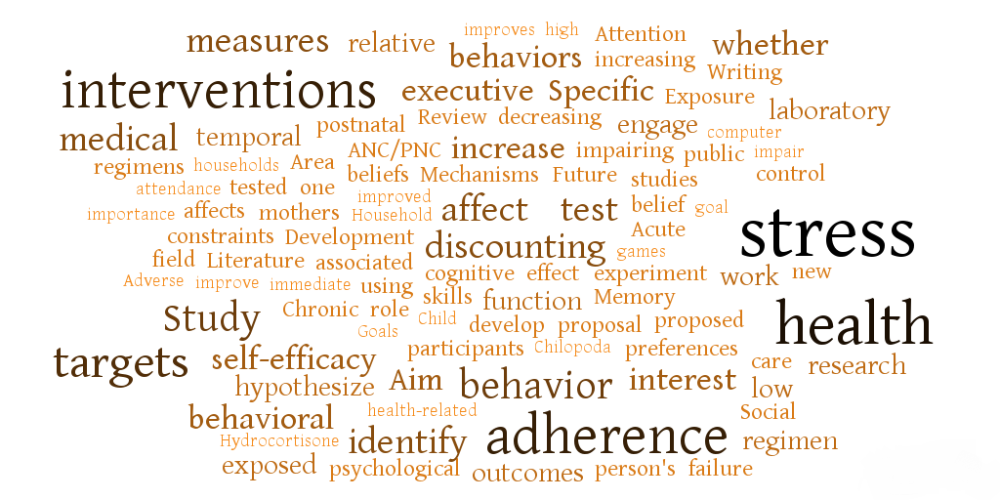 improves high Attention
measures relative behaviors increasing whether
Writing
interventions executive Specific Exposure
laboratory
postnatal Review decreasing engage computer
medical temporal ANC/PNC increase impairing public impair
regimens households Area beliefs Mechanisms Future studies control
attendance tested one improved belief goal
importance affects mothers Household affect test
constraints Development discounting Acute stress
games
field Literature associated cognitive effect experiment work new
Adverse improve immediate using skills function Memory
Study Chronic role Child develop proposal proposed health
Goals
targets self-efficacy participants Chilopoda preferences care research
hypothesize Aim behavior interest low
behavioral health-related Social
Hydrocortisone identify adherence regimen
exposed psychological outcomes person's failure